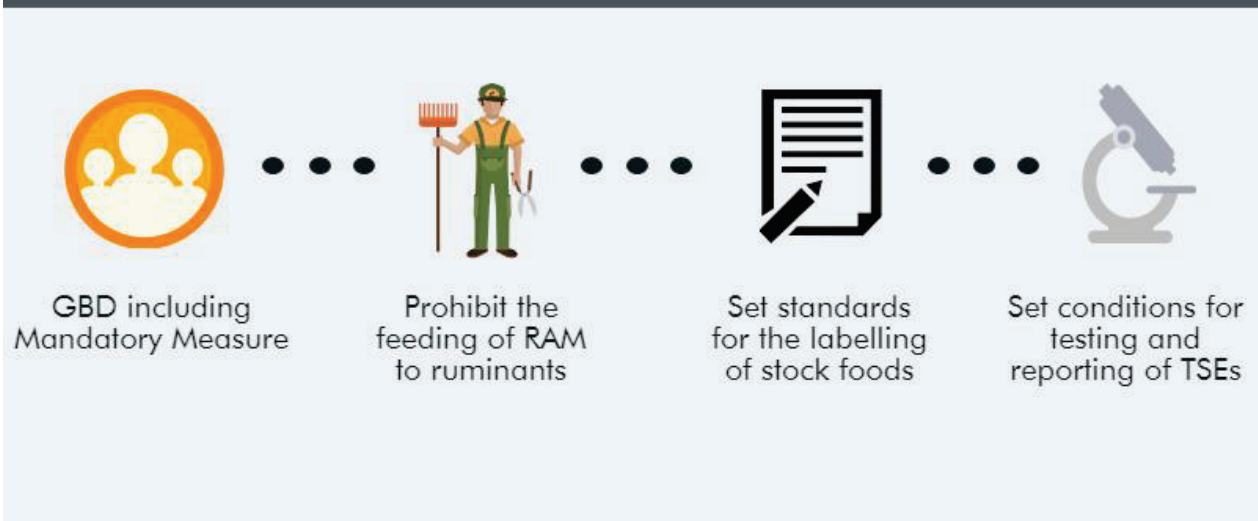 GBD including
Mandatory Measure
Prohibit the
feeding of RAM
to ruminants
Set standards
for the labelling
of stock foods
Set conditions for
testing and
reporting of TSEs